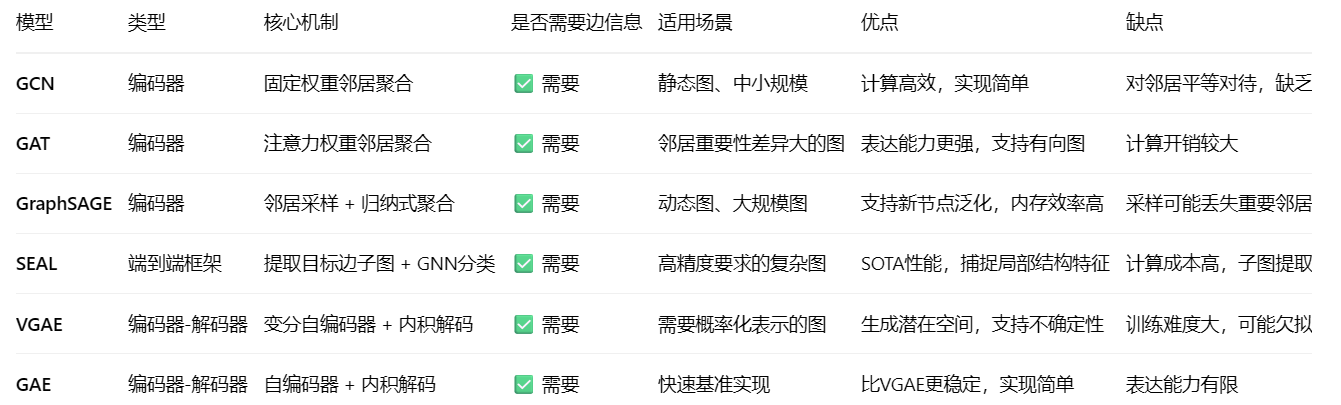 模型 类型 核心机制 是否需要边信息 适用场景 优点 缺点
GCN 编码器 固定权重邻居聚合 ✅ 需要 静态图、中小规模 计算高效，实现简单 对邻居平等对待，缺乏
GAT 编码器 注意力权重邻居聚合 ✅ 需要 邻居重要性差异大的图 表达能力更强，支持有向图 计算开销较大
GraphSAGE 编码器 邻居采样 + 归纳式聚合 ✅ 需要 动态图、大规模图 支持新节点泛化，内存效率高 采样可能丢失重要邻居
SEAL 端到端框架 提取目标边子图 + GNN分类 ✅ 需要 高精度要求的复杂图 SOTA性能，捕捉局部结构特征 计算成本高，子图提取
VGAE 编码器-解码器 变分自编码器 + 内积解码 ✅ 需要 需要概率化表示的图 生成潜在空间，支持不确定性 训练难度大，可能欠拟
GAE 编码器-解码器 自编码器 + 内积解码 ✅ 需要 快速基准实现 比VGAE更稳定，实现简单 表达能力有限